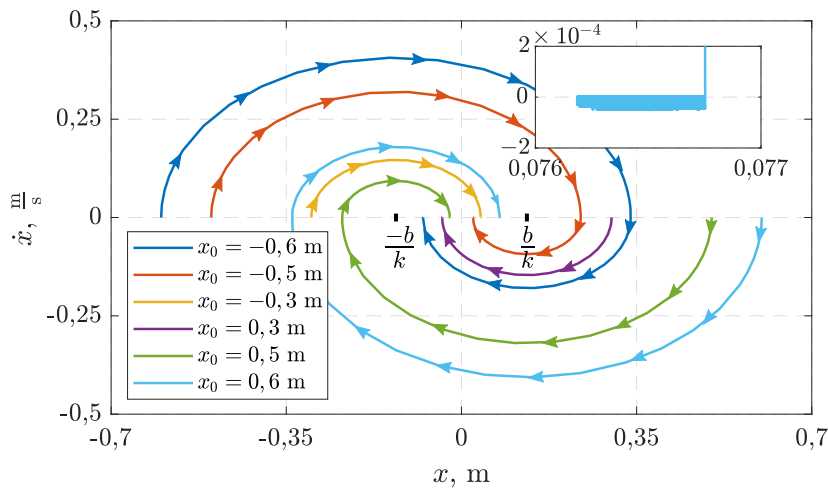 0,5
0,25
0
-0,25
-0,5
ẋ, m/s
2 × 10⁻⁴
0
−2
0,076 0,077
−b/k b/k
x₀ = −0, 6 m
x₀ = −0, 5 m
x₀ = −0, 3 m
x₀ = 0, 3 m
x₀ = 0, 5 m
x₀ = 0, 6 m
-0,7 -0,35 0 0,35 0,7
x, m